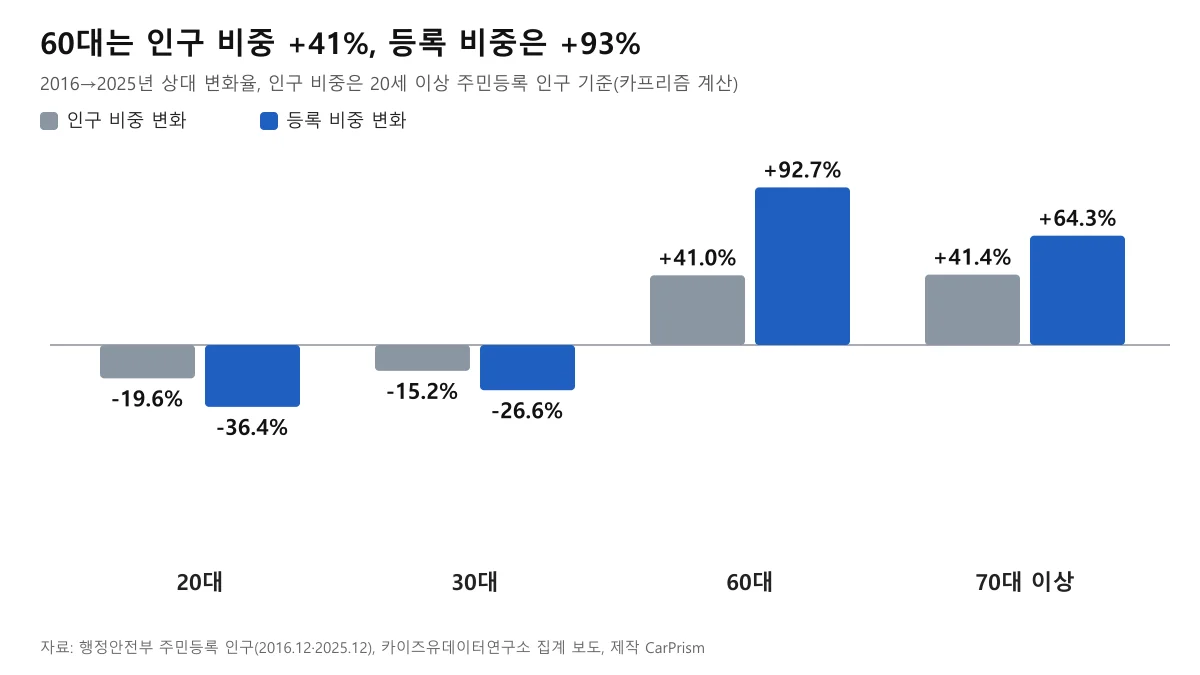 60대는 인구 비중 +41%, 등록 비중은 +93%
2016→2025년 상대 변화율, 인구 비중은 20세 이상 주민등록 인구 기준(카프리즘 계산)
인구 비중 변화 등록 비중 변화
+92.7%
+64.3%
+41.0% +41.4%
-19.6% -15.2%
-36.4% -26.6%
20대 30대 60대 70대 이상
자료: 행정안전부 주민등록 인구(2016.12·2025.12), 카이즈유데이터연구소 집계 보도, 제작 CarPrism